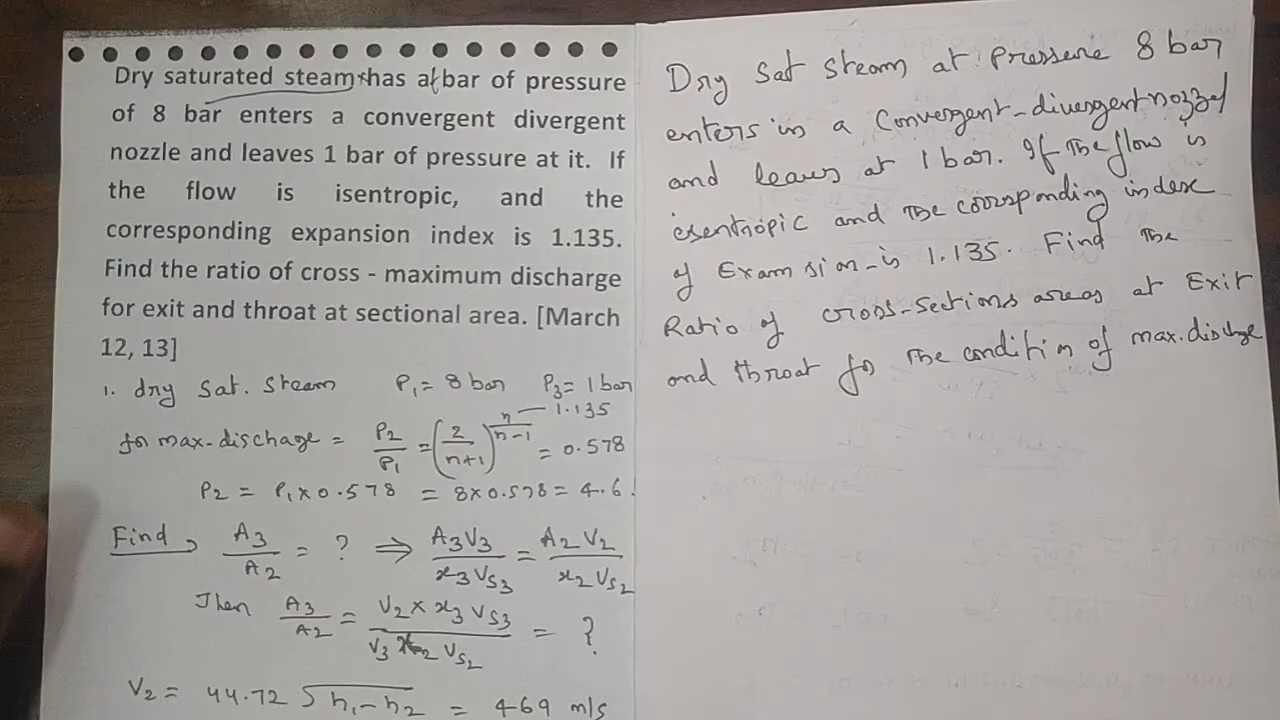 Dry saturated steam has a bar of pressure
of 8 bar enters a convergent divergent
nozzle and leaves 1 bar of pressure at it. If
the flow is isentropic, and the
corresponding expansion index is 1.135.
Find the ratio of cross - maximum discharge
for exit and throat at sectional area. [March
12, 13]
1. dry sat. steam P₁ = 8 bar P₃ = 1 bar
for max-dischage = P₂/P₁ = (2/n+1)^(n/n-1) = 0.578
n — 1.135
P₂ = P₁ x 0.578 = 8 x 0.578 = 4.6.
Find, A₃/A₂ = ? ⇒ A₃V₃/x₃Vs₃ = A₂V₂/x₂Vs₂
Then A₃/A₂ = V₂ × x₃ Vs₃/V₃ x₂ Vs₂ = ?
V₂ = 44.72 √h₁-h₂ = 469 m/s
Dry sat steam at pressure 8 bar
enters in a Convergent-divergent nozzel
and leaves at 1 bar. If the flow is
isentropic and the corrsponding index
of Exam sion is 1.135. Find the
Ratio of cross-sections areas at Exit
and throat for the condition of max.dischge